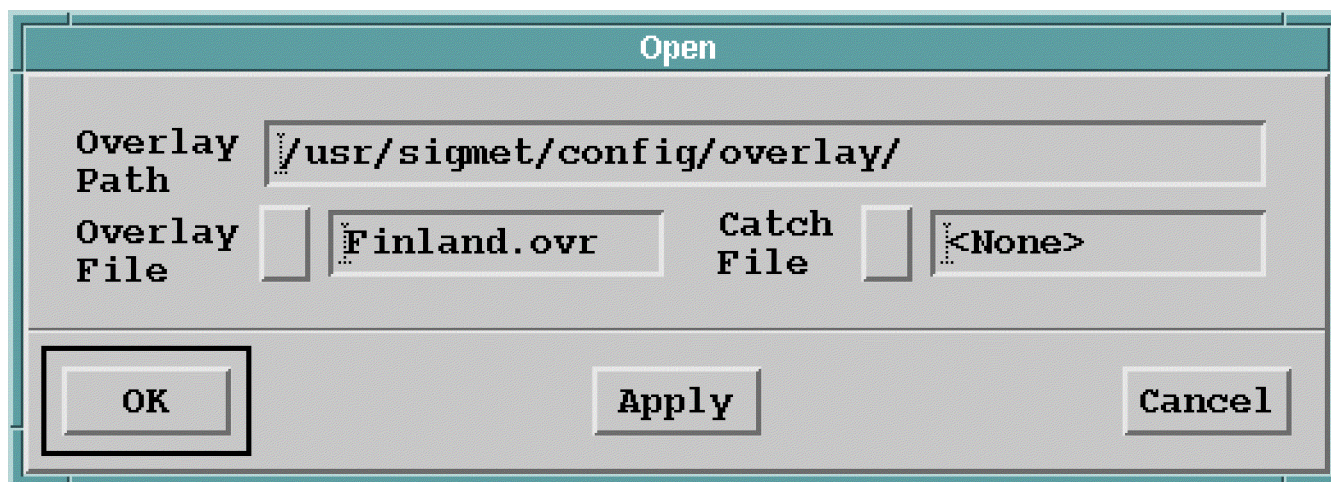 Open
Overlay Path
/usr/sigmet/config/overlay/
Overlay File
Finland.ovr
Catch File
<None>
OK
Apply
Cancel